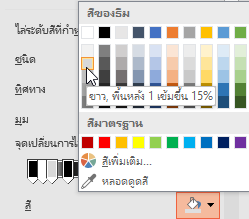 สีของธีม
ไล่ระดับสีที่กำ
ชนิด
ขาว, พื้นหลัง 1 เข้มขึ้น 15%
ทิศทาง
มุม
สีมาตรฐาน
จุดเปลี่ยนการไ
สีเพิ่มเติม...
หลอดดูดสี
สี